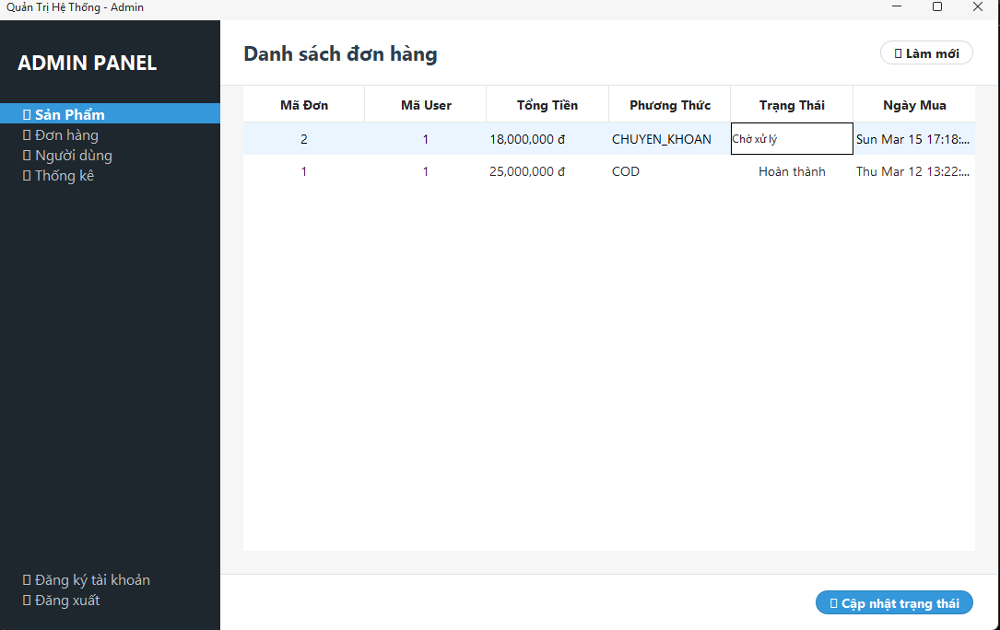 Quản Trị Hệ Thống - Admin
ADMIN PANEL
Sản Phẩm
Đơn hàng
Người dùng
Thống kê
Đăng ký tài khoản
Đăng xuất
Danh sách đơn hàng
Làm mới
Mã Đơn Mã User Tổng Tiền Phương Thức Trạng Thái Ngày Mua
2 1 18,000,000 đ CHUYEN_KHOAN Chờ xử lý Sun Mar 15 17:18:...
1 1 25,000,000 đ COD Hoàn thành Thu Mar 12 13:22:...
Cập nhật trạng thái